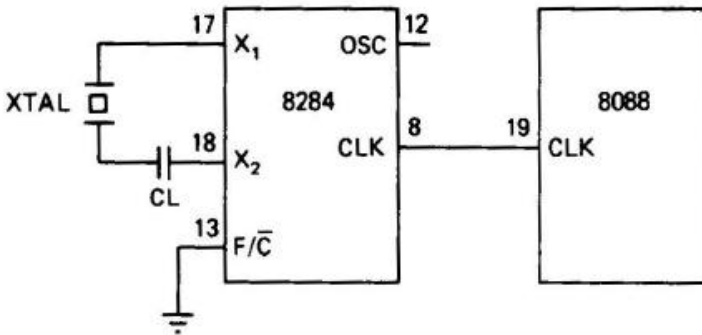 17 X₁ OSC 12
XTAL 8284 8088
18 X₂ CLK 8 19 CLK
CL
13 F/C̅